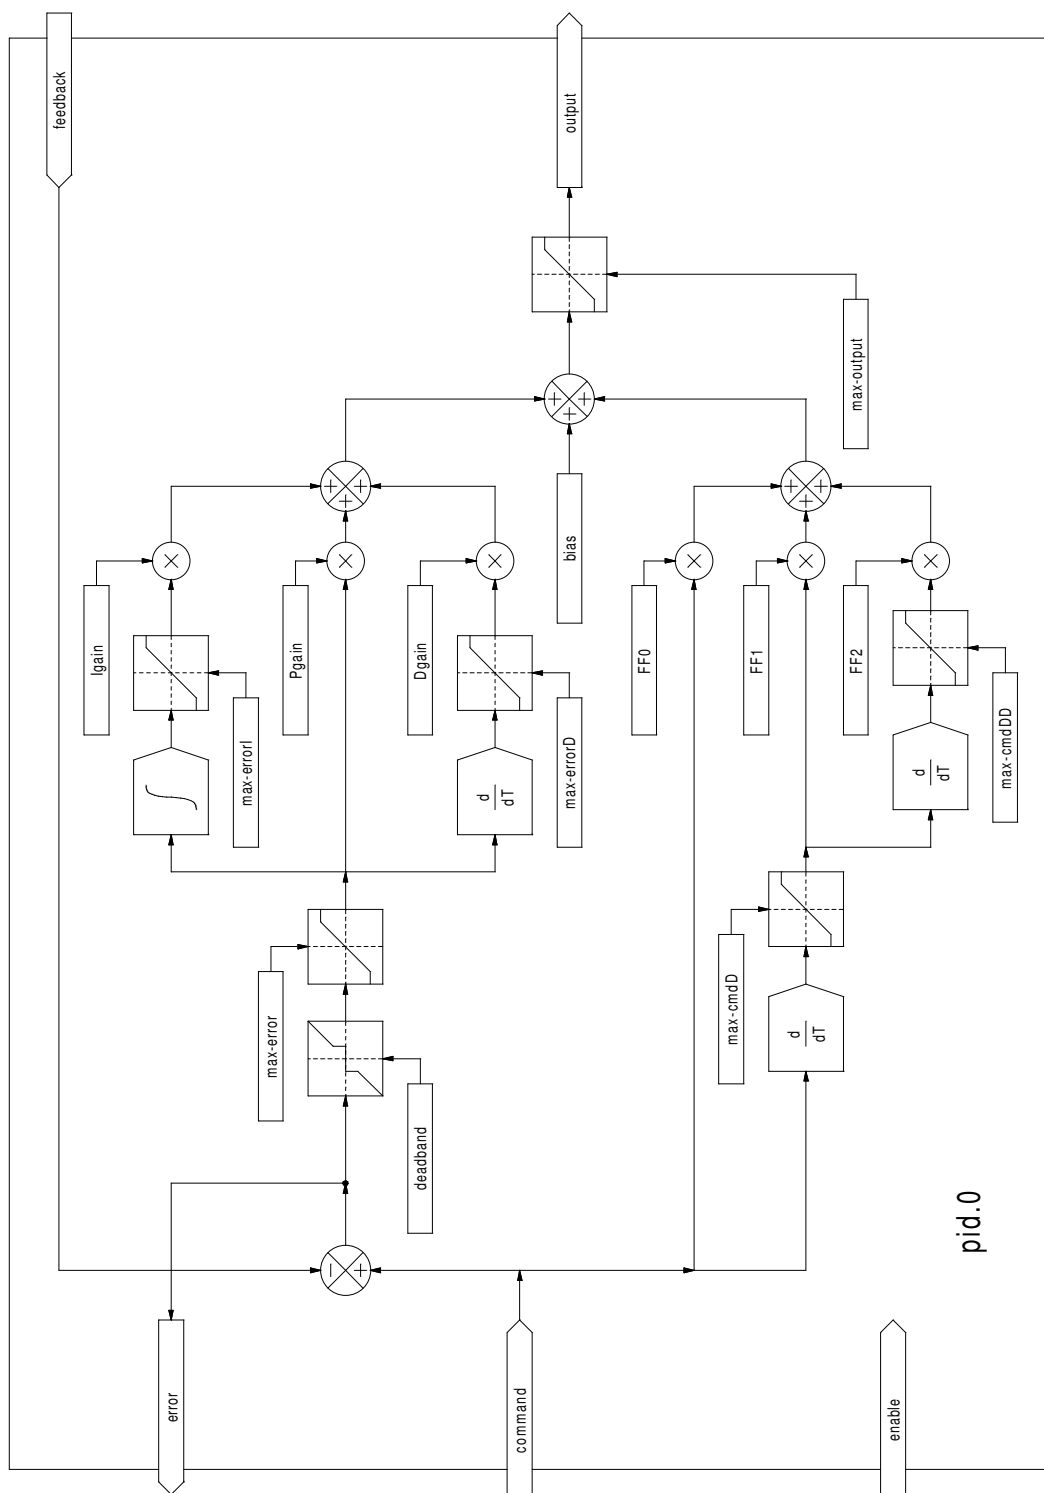 feedback
Igain
error
×
∫
max-errorI
max-error
Pgain
−
+
+
×
+
+
deadband
Dgain
×
d
dT
command
max-errorD
bias
+
+
+
output
FF0
×
max-cmdD
FF1
d
dT
×
+
+
+
max-output
FF2
enable
d
dT
×
pid.0
max-cmdDD